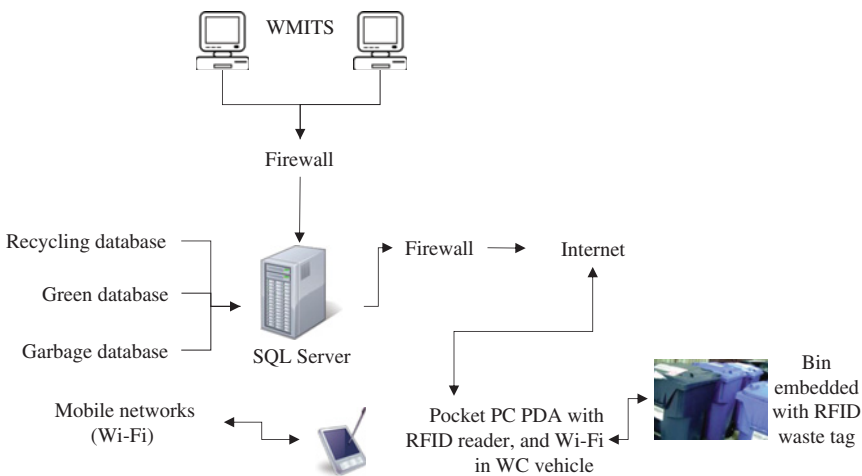 WMITS
Firewall
Recycling database
Green database
Garbage database
SQL Server
Firewall
Internet
Mobile networks
(Wi-Fi)
Pocket PC PDA with
RFID reader, and Wi-Fi
in WC vehicle
Bin
embedded
with RFID
waste tag